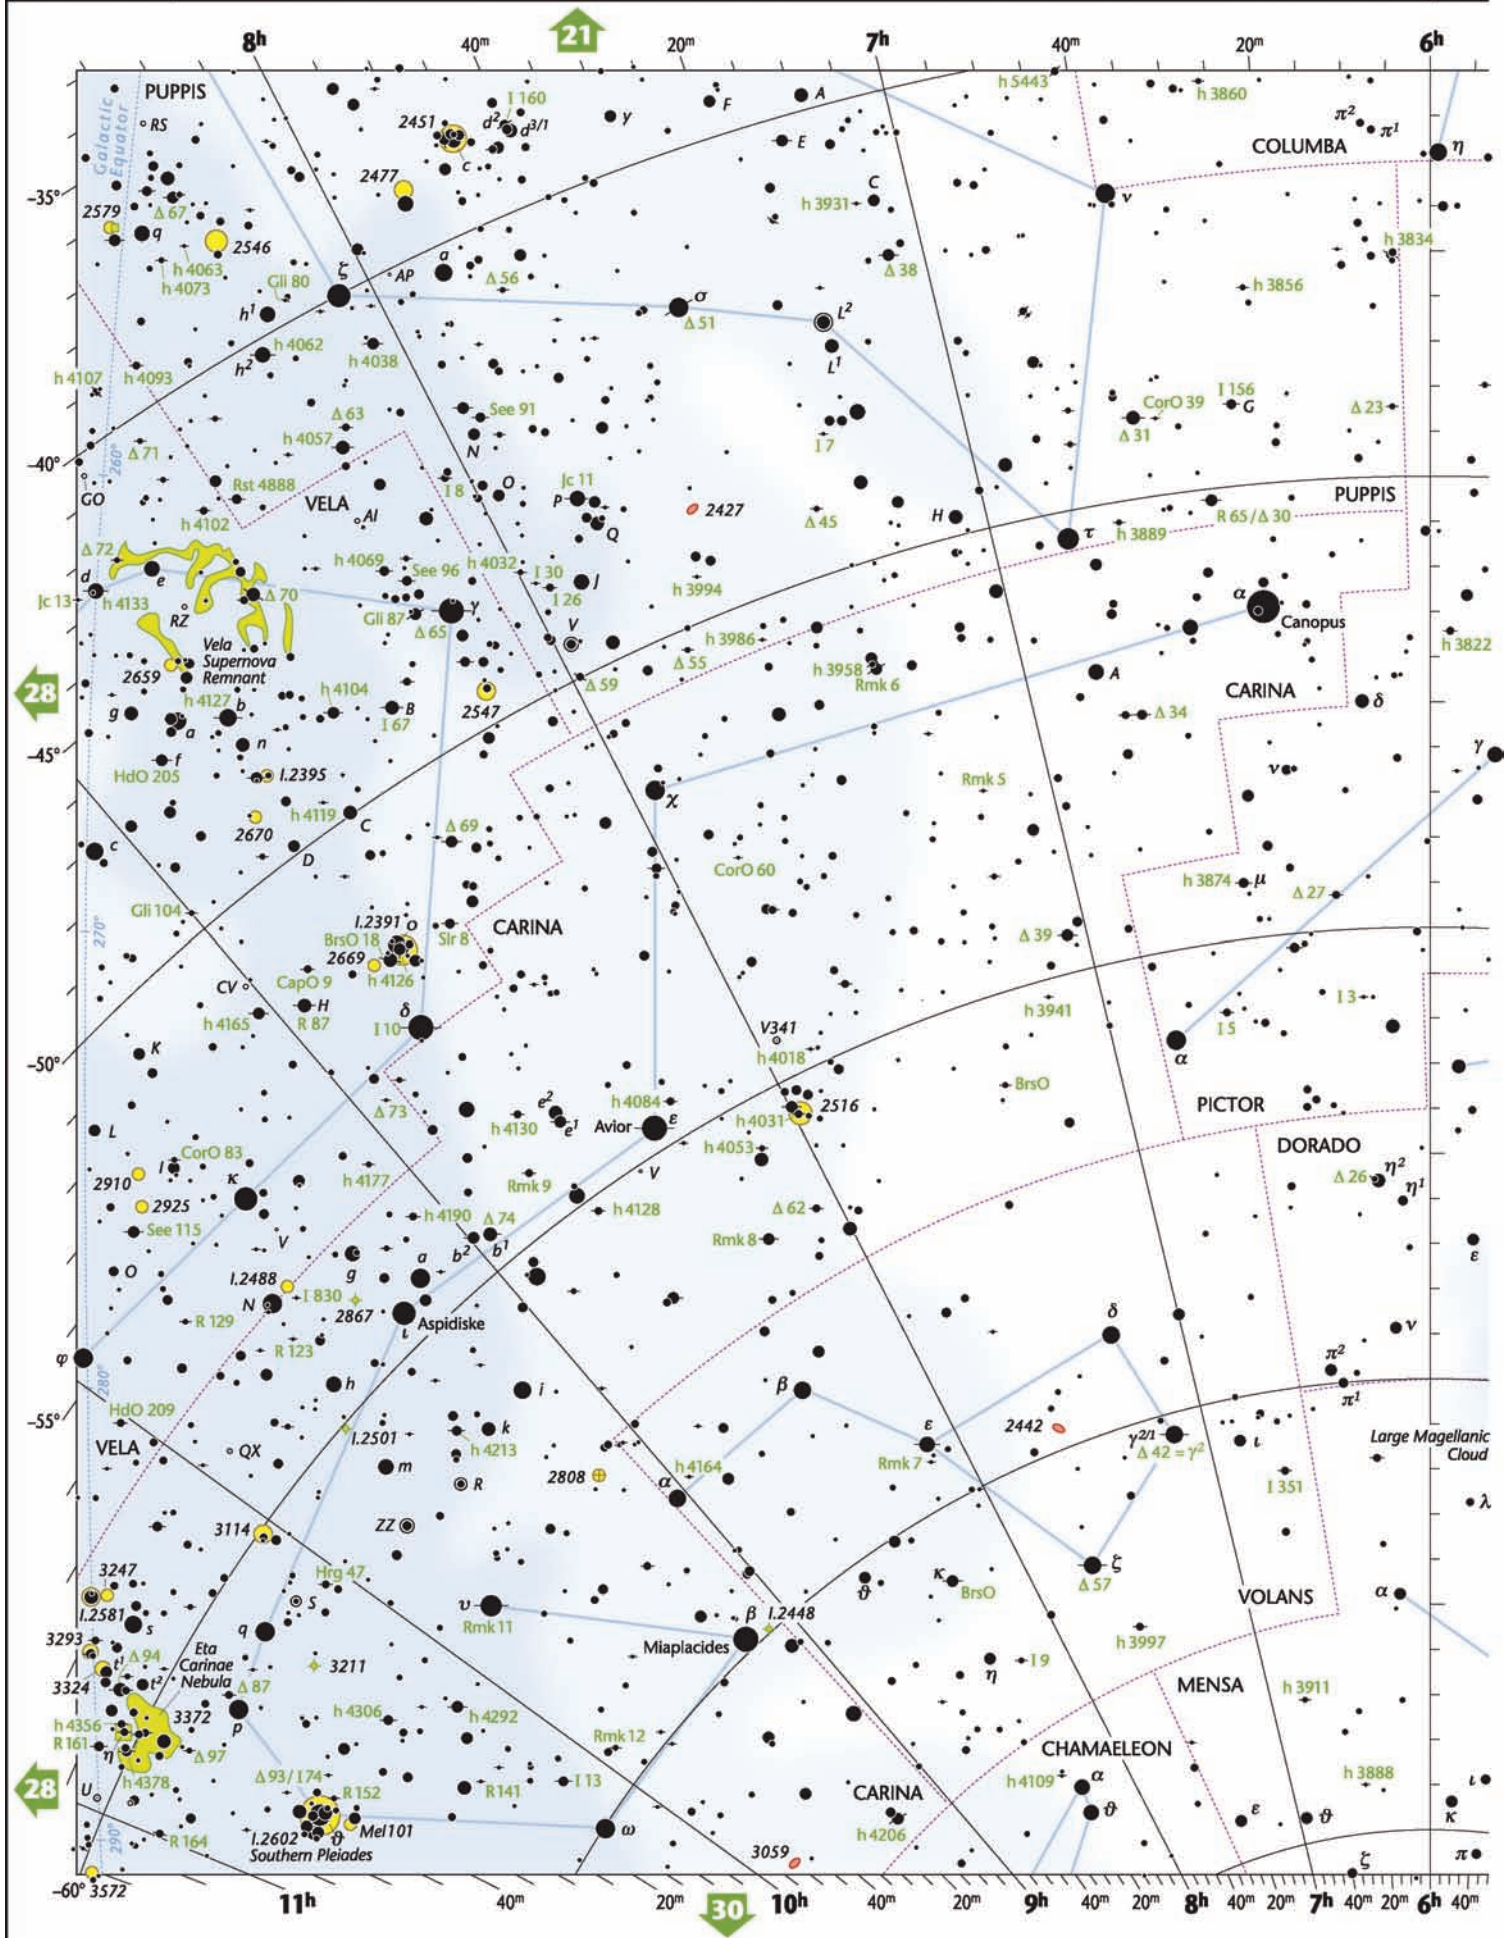 21
8h 40m 20m 7h 40m 20m 6h
PUPPIS
Galactic Equator
RS
I 160
2451
d² d³/¹
c
y
F
A
E
h 5443
h 3860
π² π¹
COLUMBA
η
–35°
2477
2579
Δ 67
q
2546
h 4063
h 4073
Gli 80
ζ
AP
a
Δ 56
σ
Δ 51
C
h 3931
Δ 38
L²
L¹
ν
h 3834
h 3856
h¹
h 4062
h²
h 4038
h 4107
h 4093
Δ 63
h 4057
See 91
N
I 7
CorO 39
Δ 31
I 156
G
Δ 23
–40°
Δ 71
260°
GO
Rst 4888
VELA
h 4102
AI
I 8
O
Jc 11
P
Q
2427
Δ 45
H
τ
h 3889
R 65/Δ 30
PUPPIS
Δ 72
d
e
Jc 13
h 4133
RZ
Δ 70
h 4069
See 96
h 4032
I 30
I 26
J
h 3994
γ
Gli 87
Δ 65
V
h 3986
Δ 55
Δ 59
h 3958
Rmk 6
α
Canopus
h 3822
28
Vela Supernova Remnant
2659
h 4127
h 4104
g
a
b
B
I 67
2547
f
n
HdO 205
I.2395
A
Δ 34
CARINA
δ
γ
–45°
h 4119
2670
C
D
c
Δ 69
χ
Rmk 5
ν
CorO 60
h 3874
μ
Δ 27
Gli 104
270°
I.2391
o
BrsO 18
2669
h 4126
Slr 8
CARINA
Δ 39
CV
CapO 9
H
R 87
h 4165
δ
I 10
V341
h 4018
h 3941
I 5
I 3
α
–50°
K
Δ 73
L
h 4130
e²
e¹
h 4084
Avior
ε
h 4031
2516
h 4053
BrsO
PICTOR
DORADO
CorO 83
l
2910
κ
2925
See 115
h 4177
Rmk 9
V
h 4190
Δ 74
h 4128
Δ 62
Rmk 8
Δ 26
η²
η¹
ε
O
V
g
a
b²
b¹
I.2488
N
I 830
2867
ι
Aspidiske
R 129
R 123
φ
280°
h
i
β
δ
ν
π²
π¹
–55°
HdO 209
VELA
QX
I.2501
k
h 4213
m
R
2808
h 4164
α
ε
Rmk 7
2442
γ²/¹
Δ 42 = γ²
ι
I 351
Large Magellanic Cloud
λ
3114
ZZ
3247
I.2581
s
3293
Hrg 47
S
q
υ
Rmk 11
β
I.2448
Miaplacides
ϑ
κ
BrsO
ζ
Δ 57
VOLANS
α
h 3997
η
I 9
MENSA
h 3911
t¹
Δ 94
3324
t²
Eta Carinae Nebula
3211
Δ 87
3372
h 4356
R 161
η
h 4378
Δ 97
p
h 4306
h 4292
Rmk 12
CHAMAELEON
28
U
Δ 93/I 74
R 152
R 141
I 13
CARINA
h 4109
α
ϑ
h 4206
h 3888
ε
ϑ
ι
κ
R 164
290°
I.2602
ϑ
Mel101
Southern Pleiades
ω
3059
ζ
π
–60°
3572
11h 40m 20m 10h 40m 20m 9h 40m 20m 8h 40m 20m 7h 40m 20m 6h 40m
30